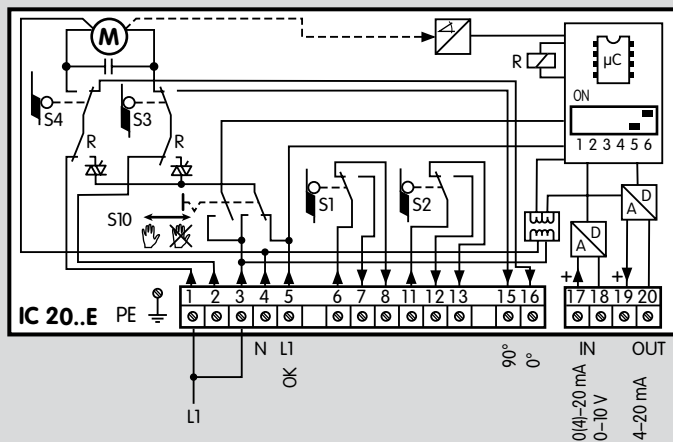 M
R
µC
ON
1 2 3 4 5 6
S4
S3
R
R
S10
S1
S2
D
A
D
A
+
+
IC 20..E
PE
1 2 3 4 5 6 7 8 11 12 13 15 16 17 18 19 20
N
L1
OK
L1
90°
0°
IN
OUT
0(4)–20 mA
0–10 V
4–20 mA